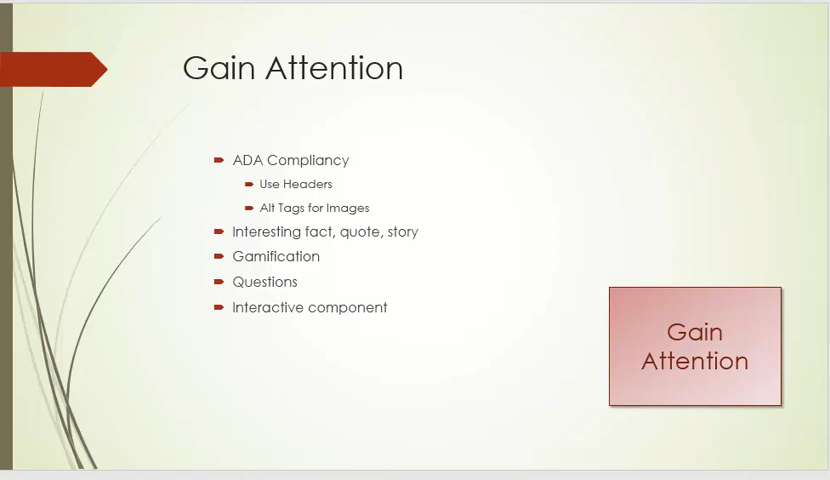 Gain Attention
ADA Compliancy
Use Headers
Alt Tags for Images
Interesting fact, quote, story
Gamification
Questions
Interactive component
Gain
Attention